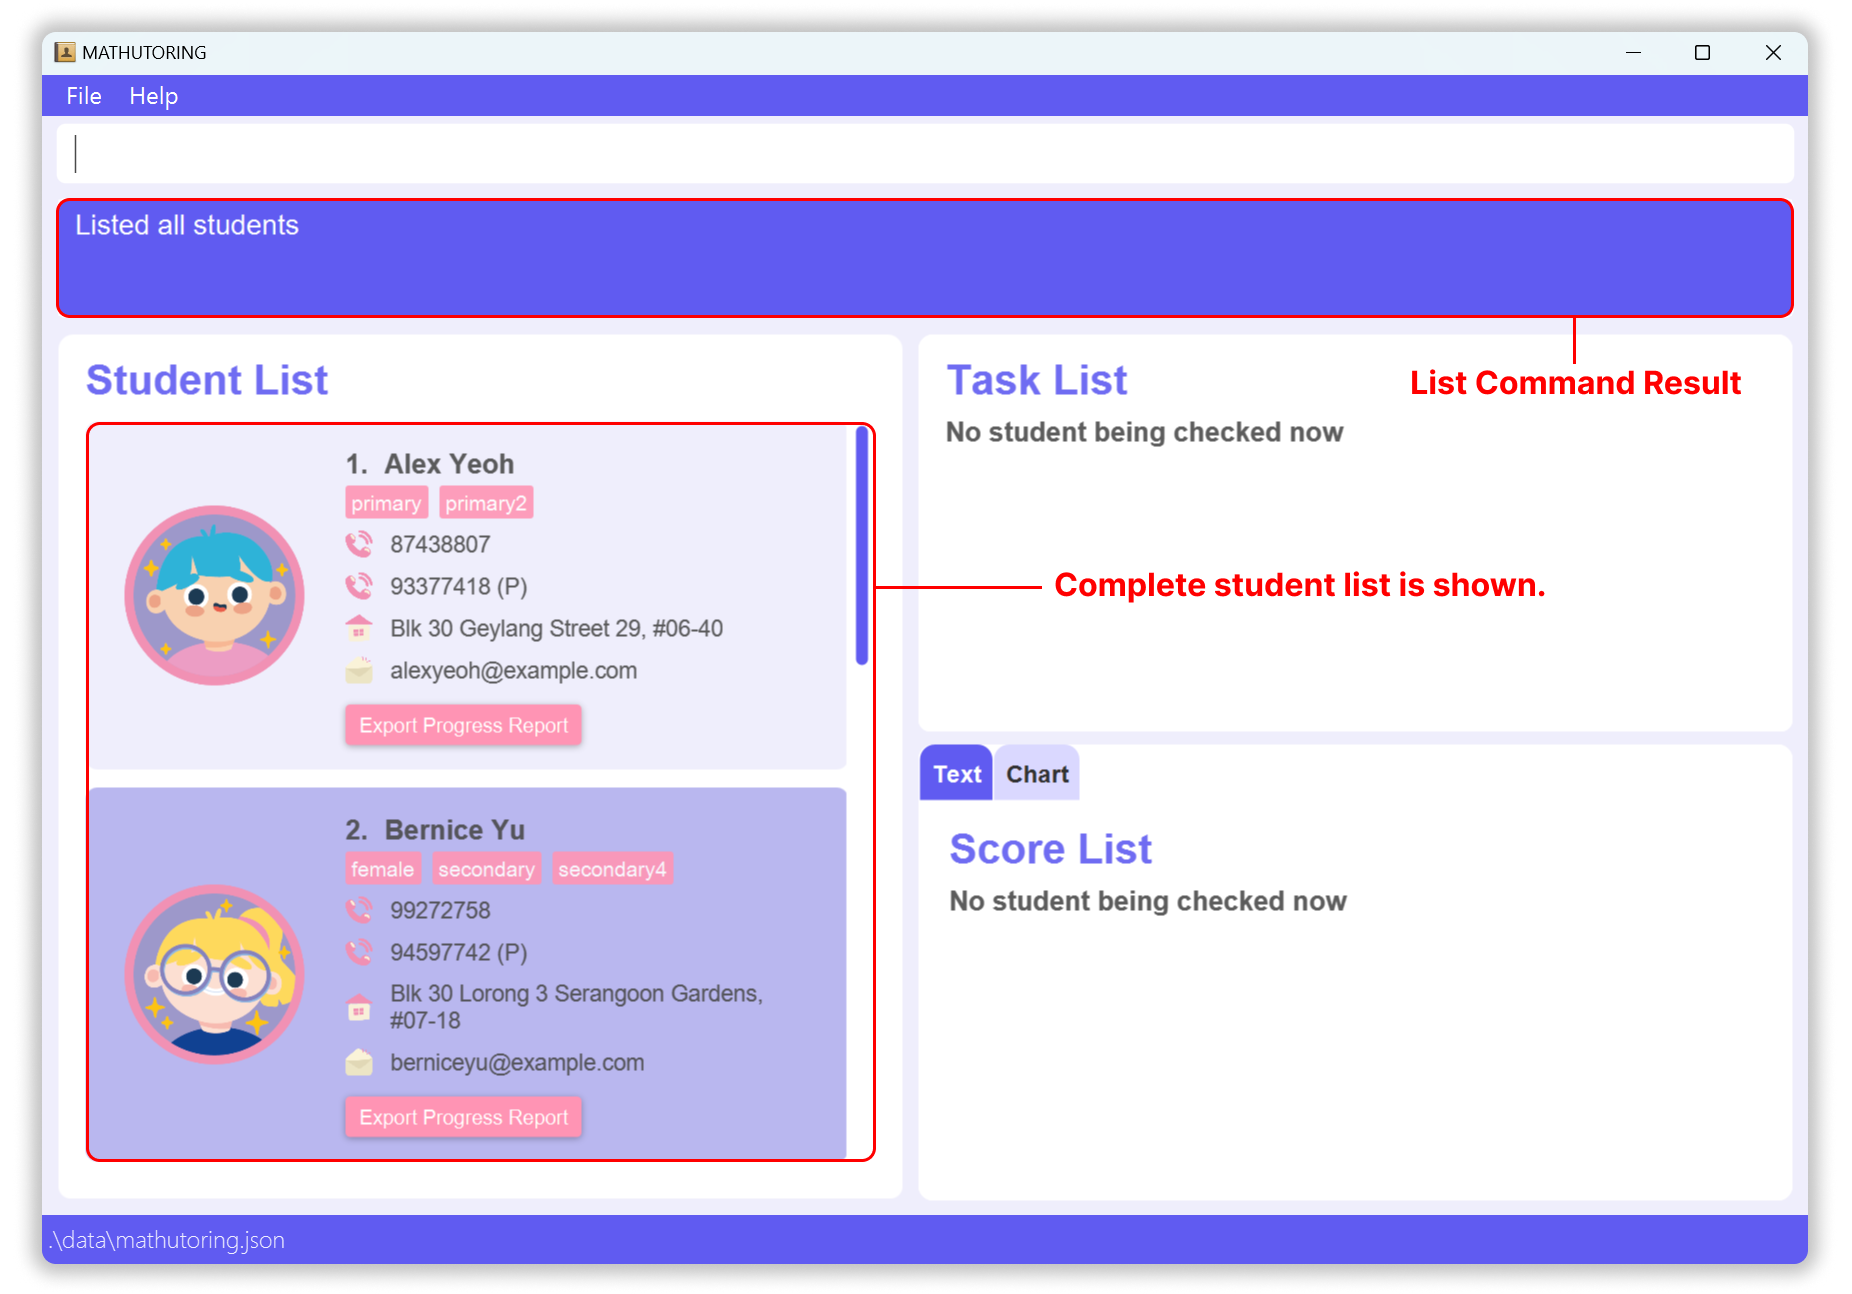 MATHUTORING
File Help
Listed all students
List Command Result
Student List
1. Alex Yeoh
primary primary2
87438807
93377418 (P)
Blk 30 Geylang Street 29, #06-40
alexyeoh@example.com
Export Progress Report
2. Bernice Yu
female secondary secondary4
99272758
94597742 (P)
Blk 30 Lorong 3 Serangoon Gardens,
#07-18
berniceyu@example.com
Export Progress Report
Complete student list is shown.
Task List
No student being checked now
Text Chart
Score List
No student being checked now
.\data\mathutoring.json